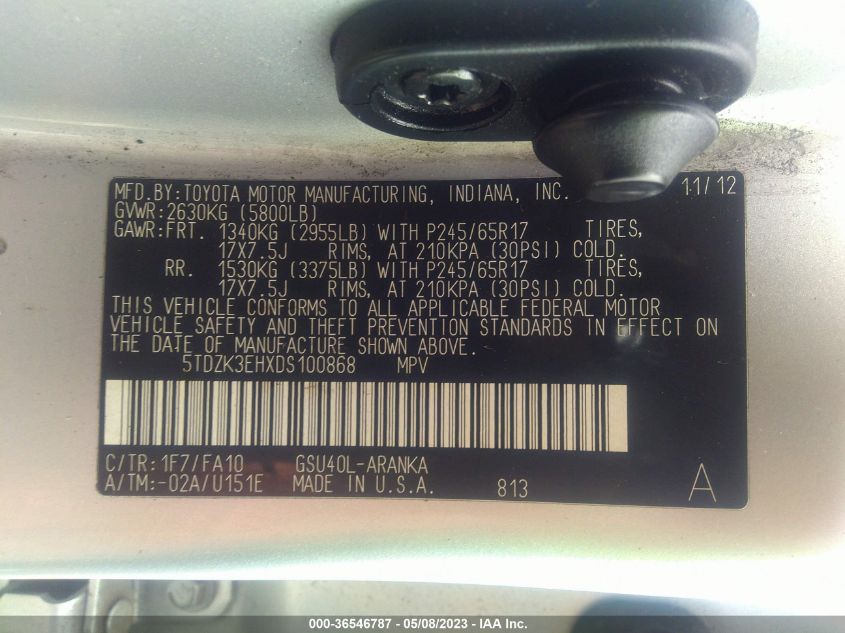 MFD.BY:TOYOTA MOTOR MANUFACTURING, INDIANA, INC. 11/12
GVWR:2630KG (5800LB)
GAWR:FRT. 1340KG (2955LB) WITH P245/65R17 TIRES,
17X7.5J RIMS, AT 210KPA (30PSI) COLD.
RR. 1530KG (3375LB) WITH P245/65R17 TIRES,
17X7.5J RIMS, AT 210KPA (30PSI) COLD.
THIS VEHICLE CONFORMS TO ALL APPLICABLE FEDERAL MOTOR
VEHICLE SAFETY AND THEFT PREVENTION STANDARDS IN EFFECT ON
THE DATE OF MANUFACTURE SHOWN ABOVE.
5TDZK3EHXDS100868 MPV
C/TR:1F7/FA10 GSU40L-ARANKA
A/TM:-02A/U151E MADE IN U.S.A. 813 A
000-36546787 - 05/08/2023 - IAA Inc.